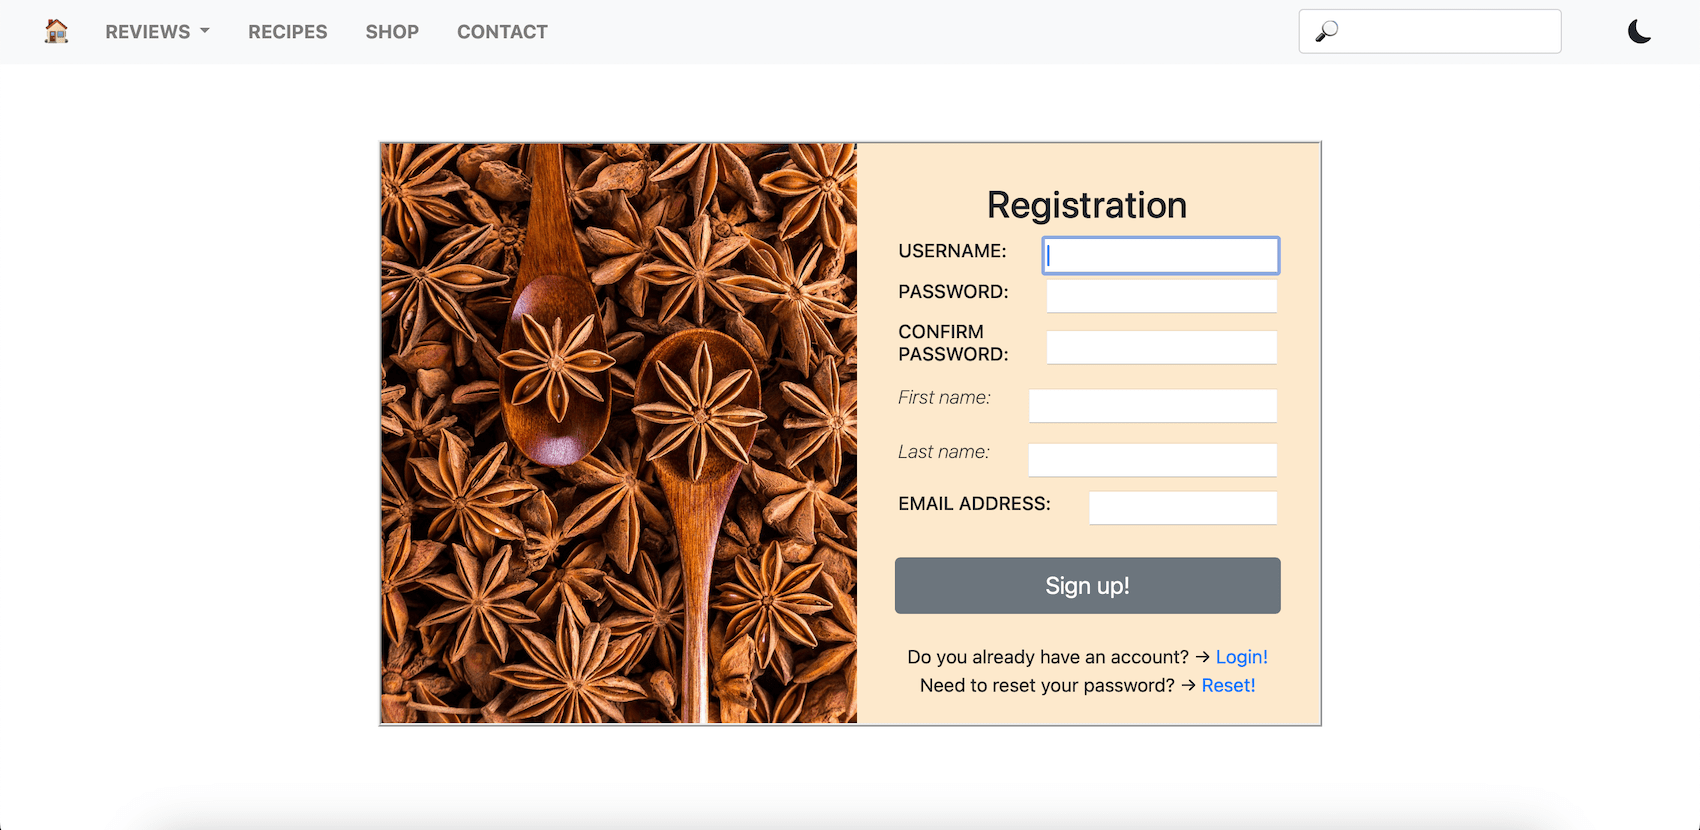 REVIEWS
RECIPES
SHOP
CONTACT
Registration
USERNAME:
PASSWORD:
CONFIRM
PASSWORD:
First name:
Last name:
EMAIL ADDRESS:
Sign up!
Do you already have an account? → Login!
Need to reset your password? → Reset!